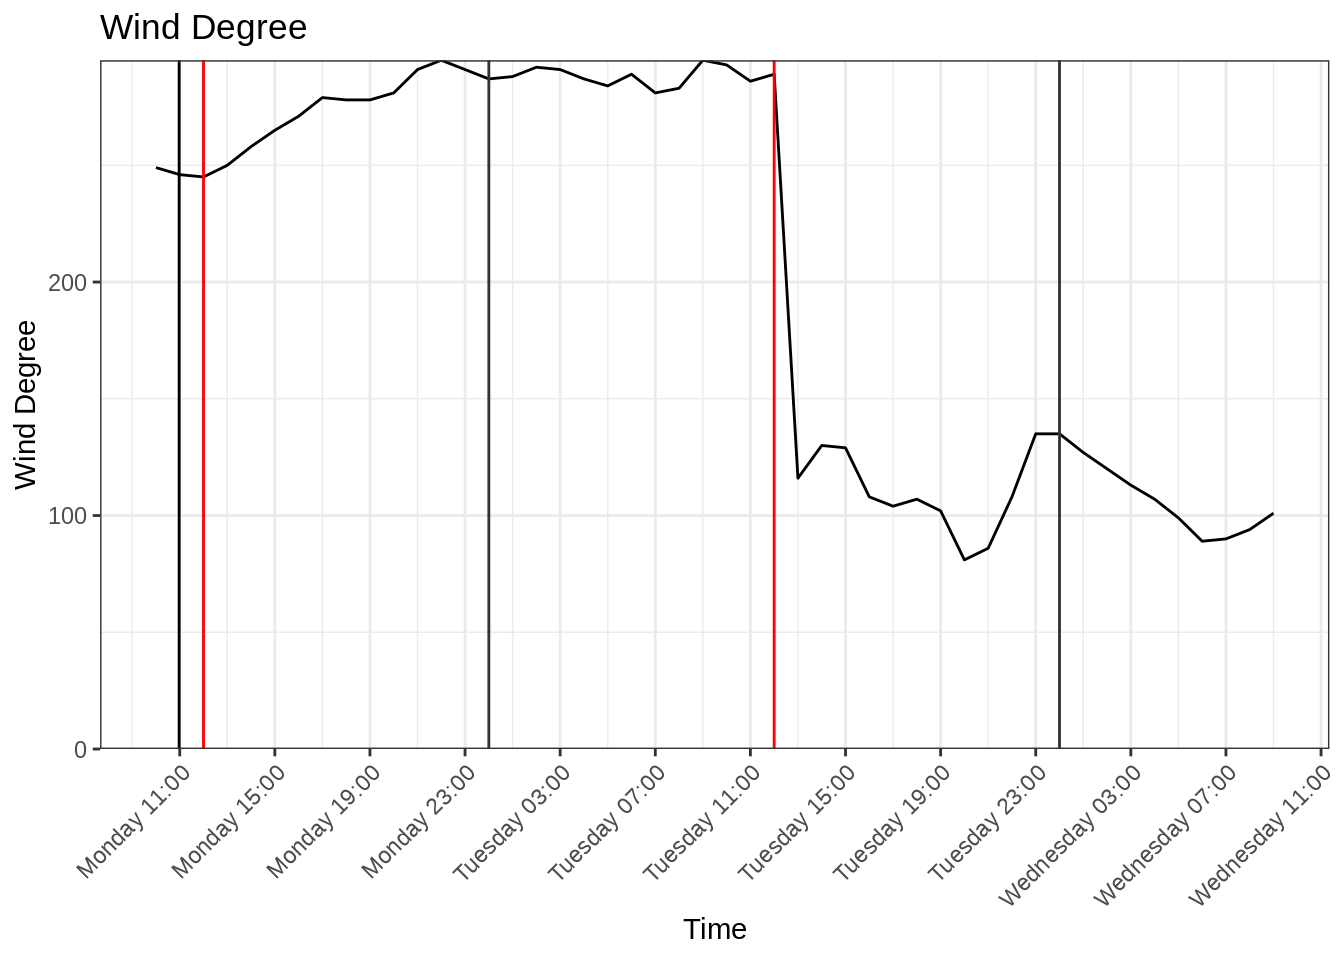 Wind Degree
Wind Degree
200
100
0
Monday 11:00
Monday 15:00
Monday 19:00
Monday 23:00
Tuesday 03:00
Tuesday 07:00
Tuesday 11:00
Tuesday 15:00
Tuesday 19:00
Tuesday 23:00
Wednesday 03:00
Wednesday 07:00
Wednesday 11:00
Time